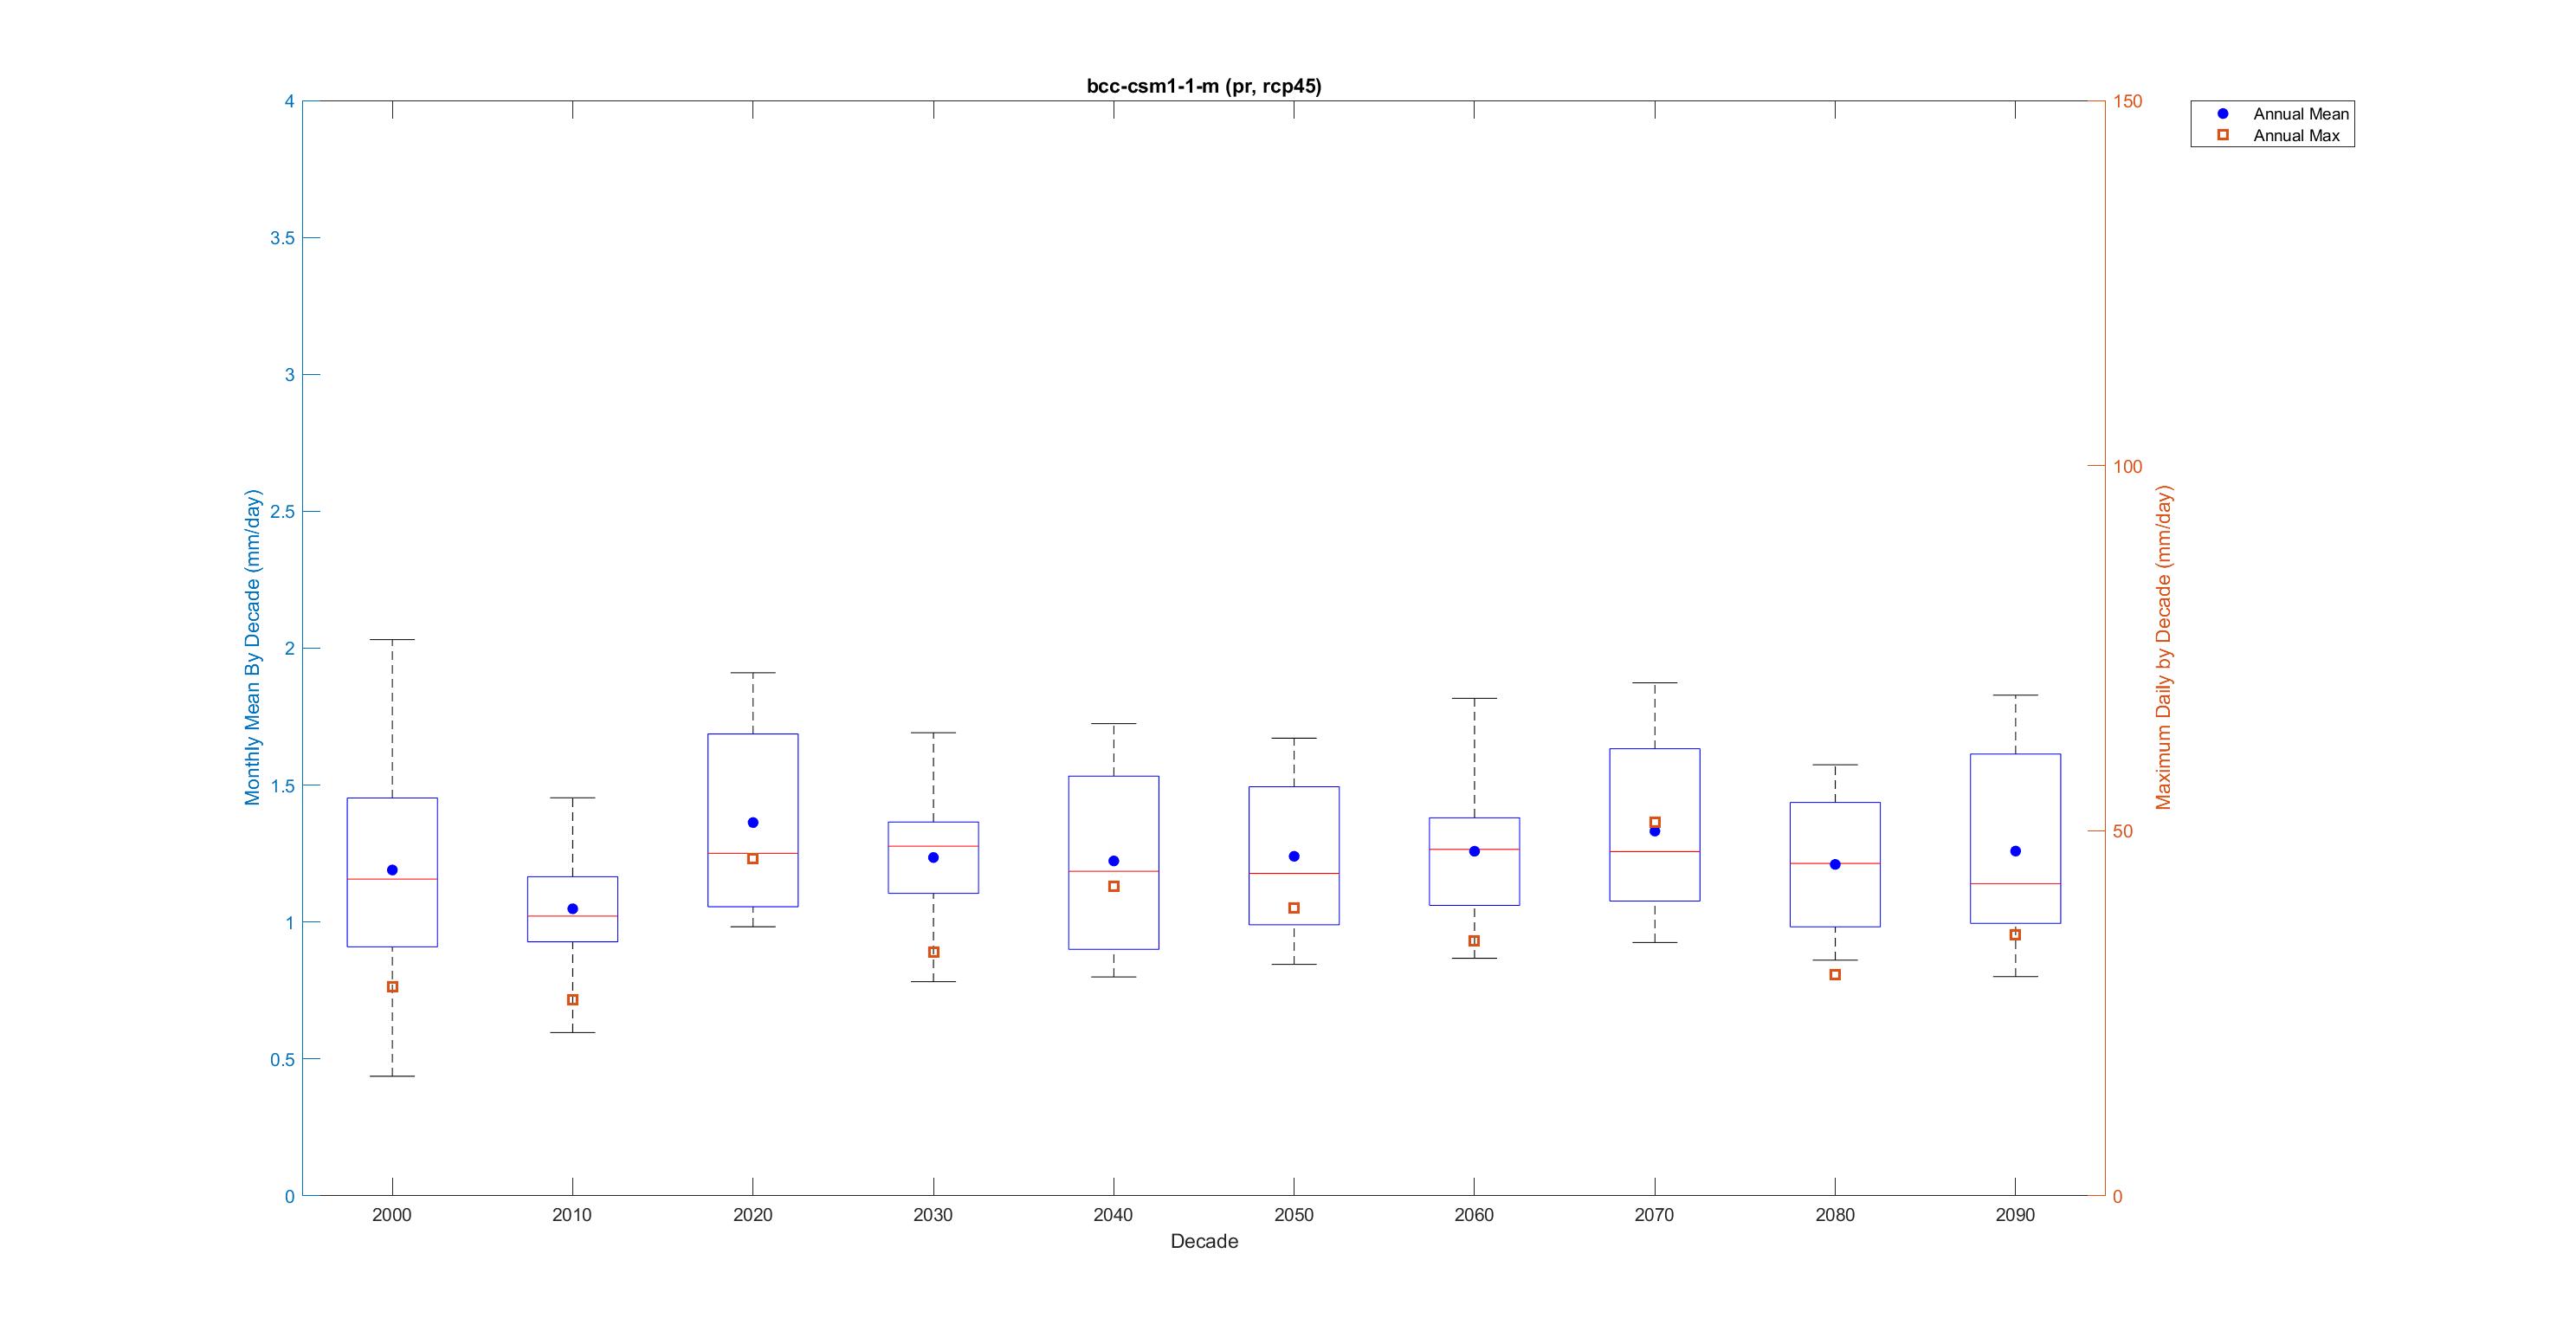 bcc-csm1-1-m (pr, rcp45)
Annual Mean
Annual Max
Monthly Mean By Decade (mm/day)
4
3.5
3
2.5
2
1.5
1
0.5
0
150
100
50
0
Maximum Daily by Decade (mm/day)
2000 2010 2020 2030 2040 2050 2060 2070 2080 2090
Decade